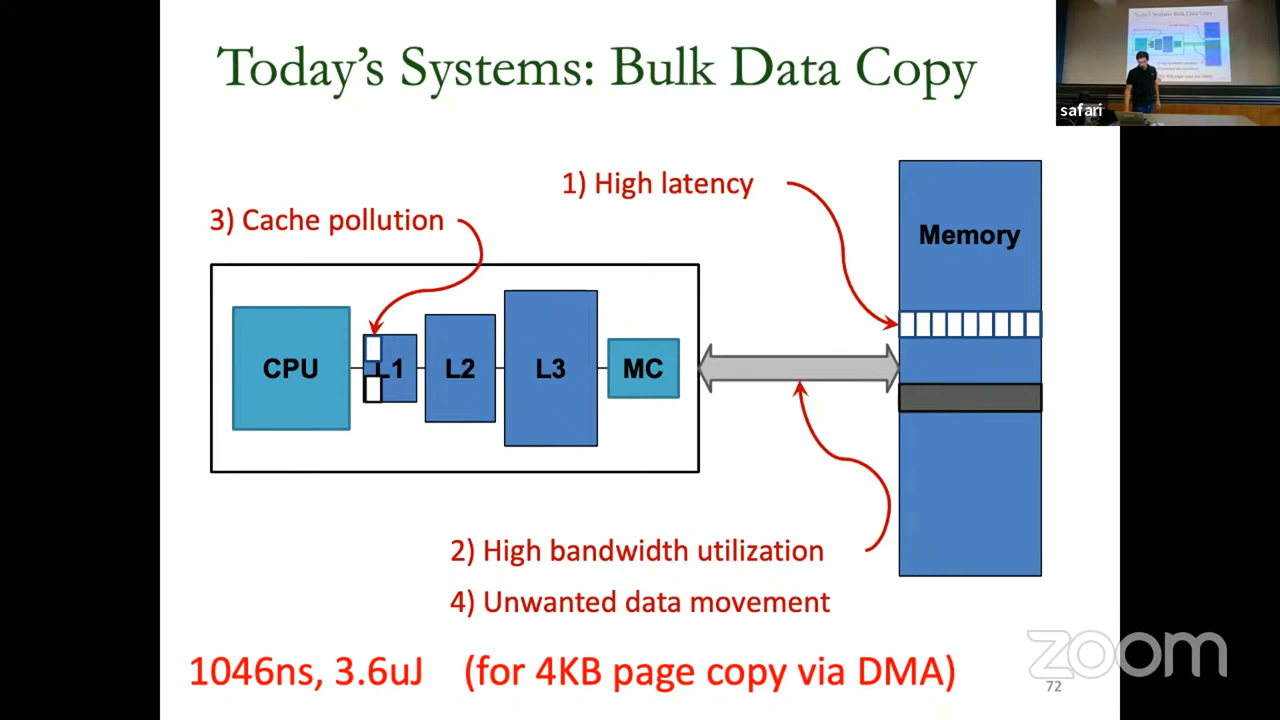 Today's Systems: Bulk Data Copy
safari
1) High latency
3) Cache pollution
Memory
CPU
L1
L2
L3
MC
2) High bandwidth utilization
4) Unwanted data movement
1046ns, 3.6uJ (for 4KB page copy via DMA)
zoom
72